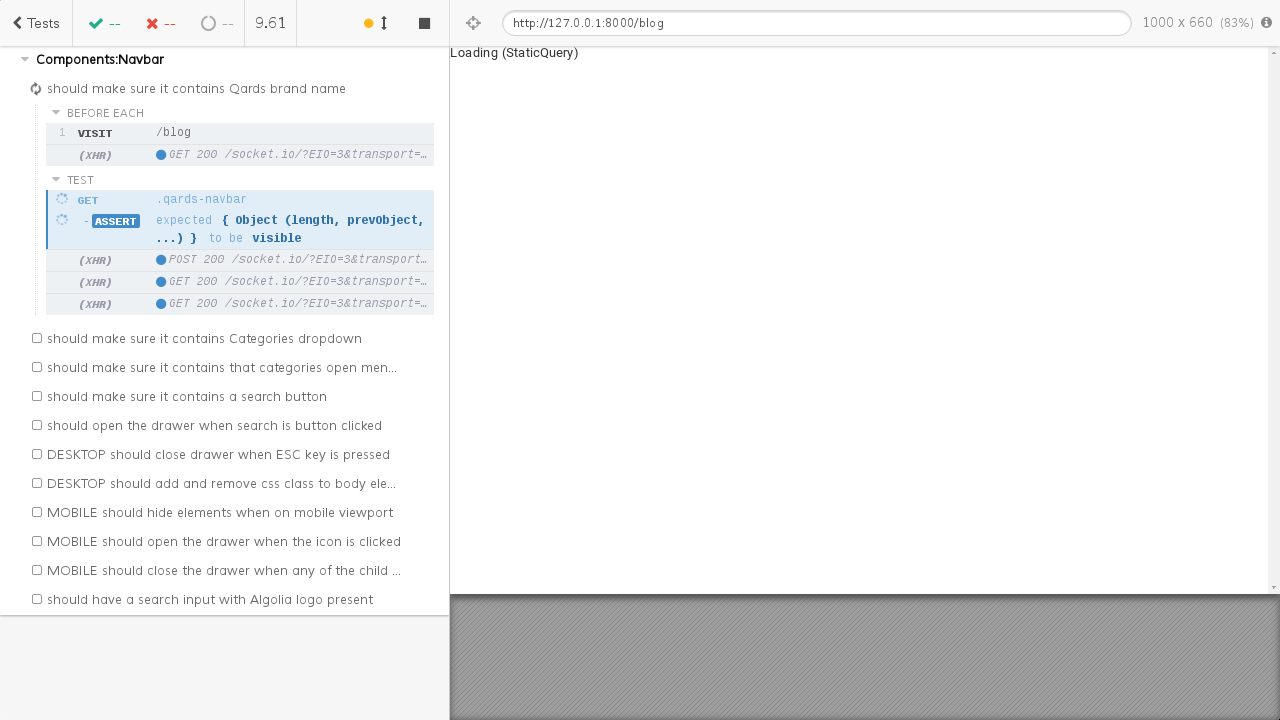 Tests -- -- -- 9.61 http://127.0.0.1:8000/blog 1000 x 660 (83%)
Components:Navbar
should make sure it contains Qards brand name
BEFORE EACH
1 VISIT /blog
(XHR) GET 200 /socket.io/?EIO=3&transport=…
TEST
GET .qards-navbar
- ASSERT expected { Object (length, prevObject,
...) } to be visible
(XHR) POST 200 /socket.io/?EIO=3&transport…
(XHR) GET 200 /socket.io/?EIO=3&transport=…
(XHR) GET 200 /socket.io/?EIO=3&transport=…
should make sure it contains Categories dropdown
should make sure it contains that categories open men...
should make sure it contains a search button
should open the drawer when search is button clicked
DESKTOP should close drawer when ESC key is pressed
DESKTOP should add and remove css class to body ele...
MOBILE should hide elements when on mobile viewport
MOBILE should open the drawer when the icon is clicked
MOBILE should close the drawer when any of the child ...
should have a search input with Algolia logo present
Loading (StaticQuery)